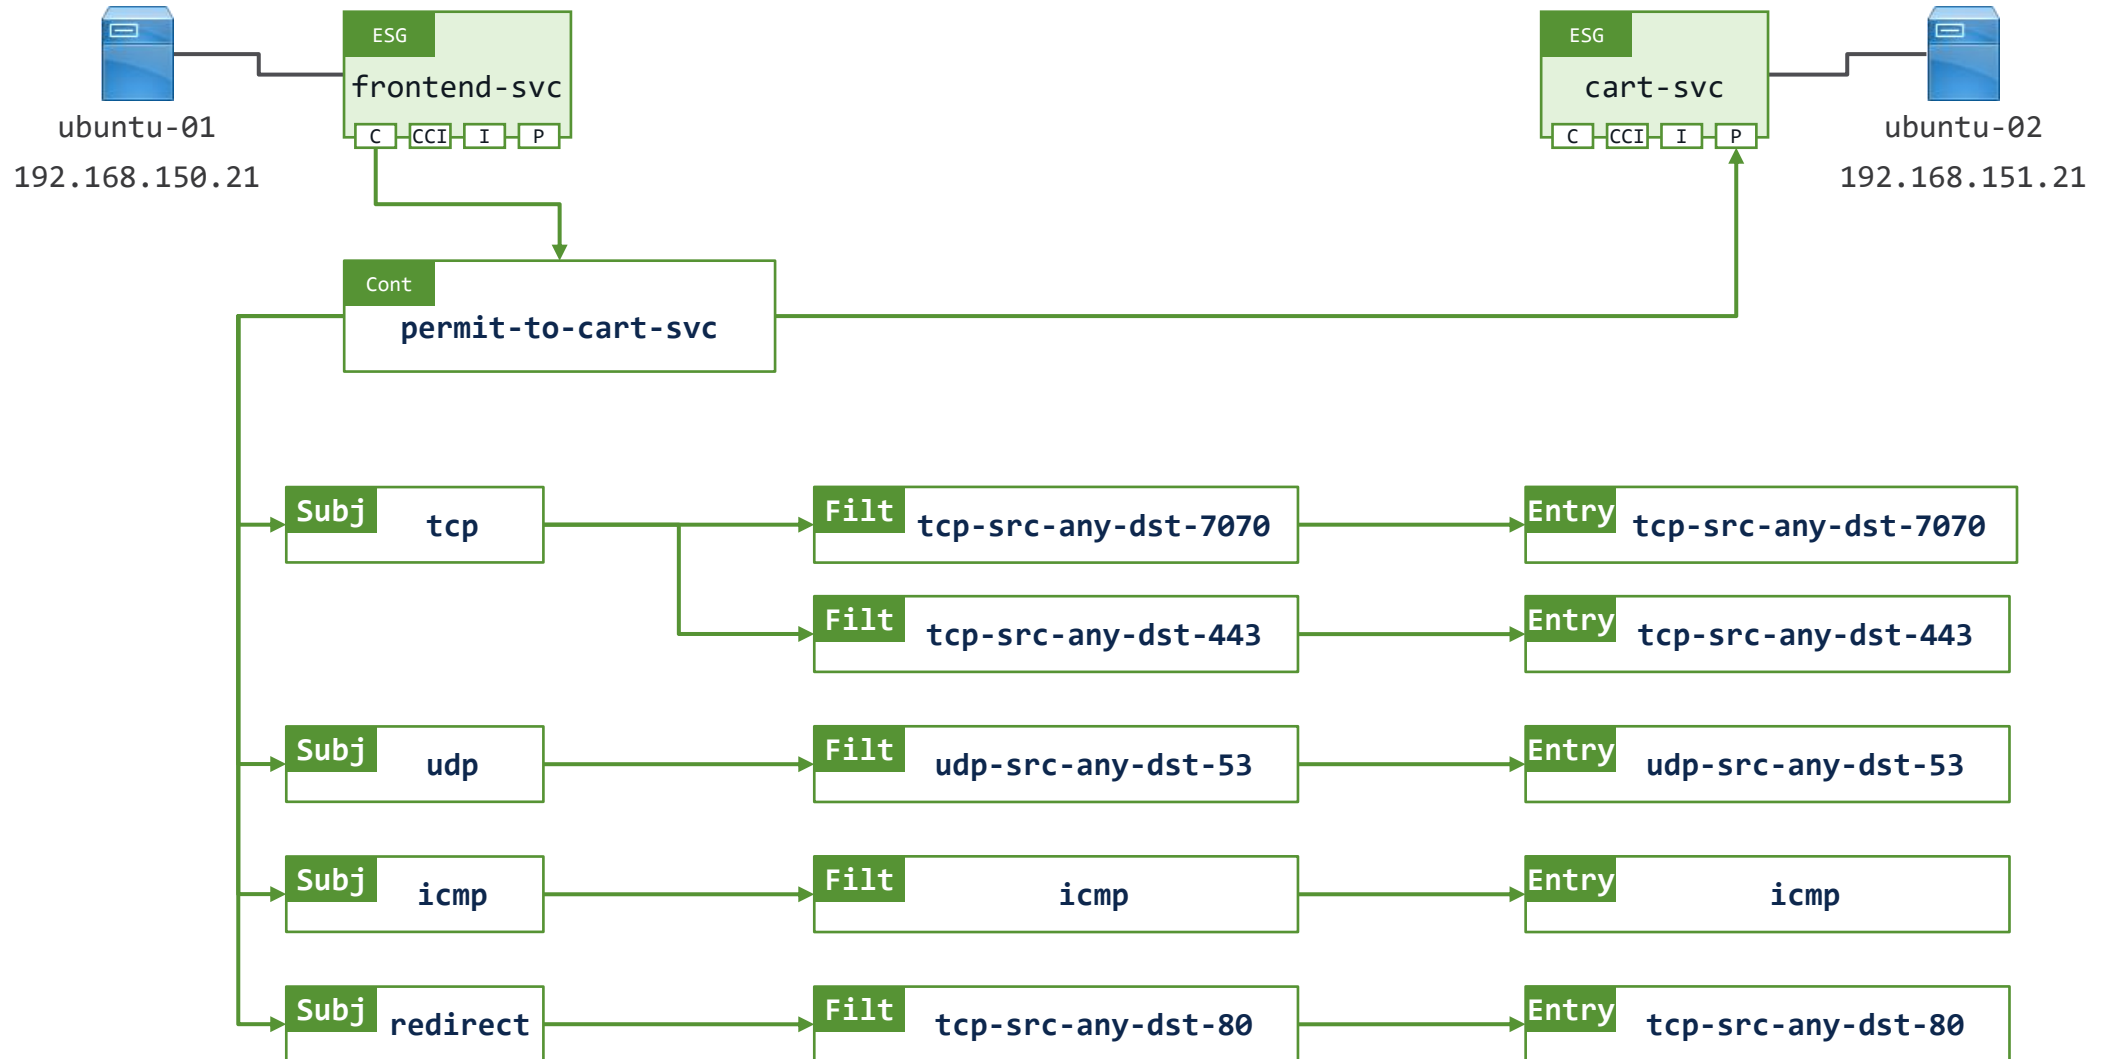 ESG
frontend-svc
C CCI I P
ubuntu-01
192.168.150.21
ESG
cart-svc
C CCI I P
ubuntu-02
192.168.151.21
Cont
permit-to-cart-svc
Subj
tcp
Filt
tcp-src-any-dst-7070
Entry
tcp-src-any-dst-7070
Filt
tcp-src-any-dst-443
Entry
tcp-src-any-dst-443
Subj
udp
Filt
udp-src-any-dst-53
Entry
udp-src-any-dst-53
Subj
icmp
Filt
icmp
Entry
icmp
Subj
redirect
Filt
tcp-src-any-dst-80
Entry
tcp-src-any-dst-80